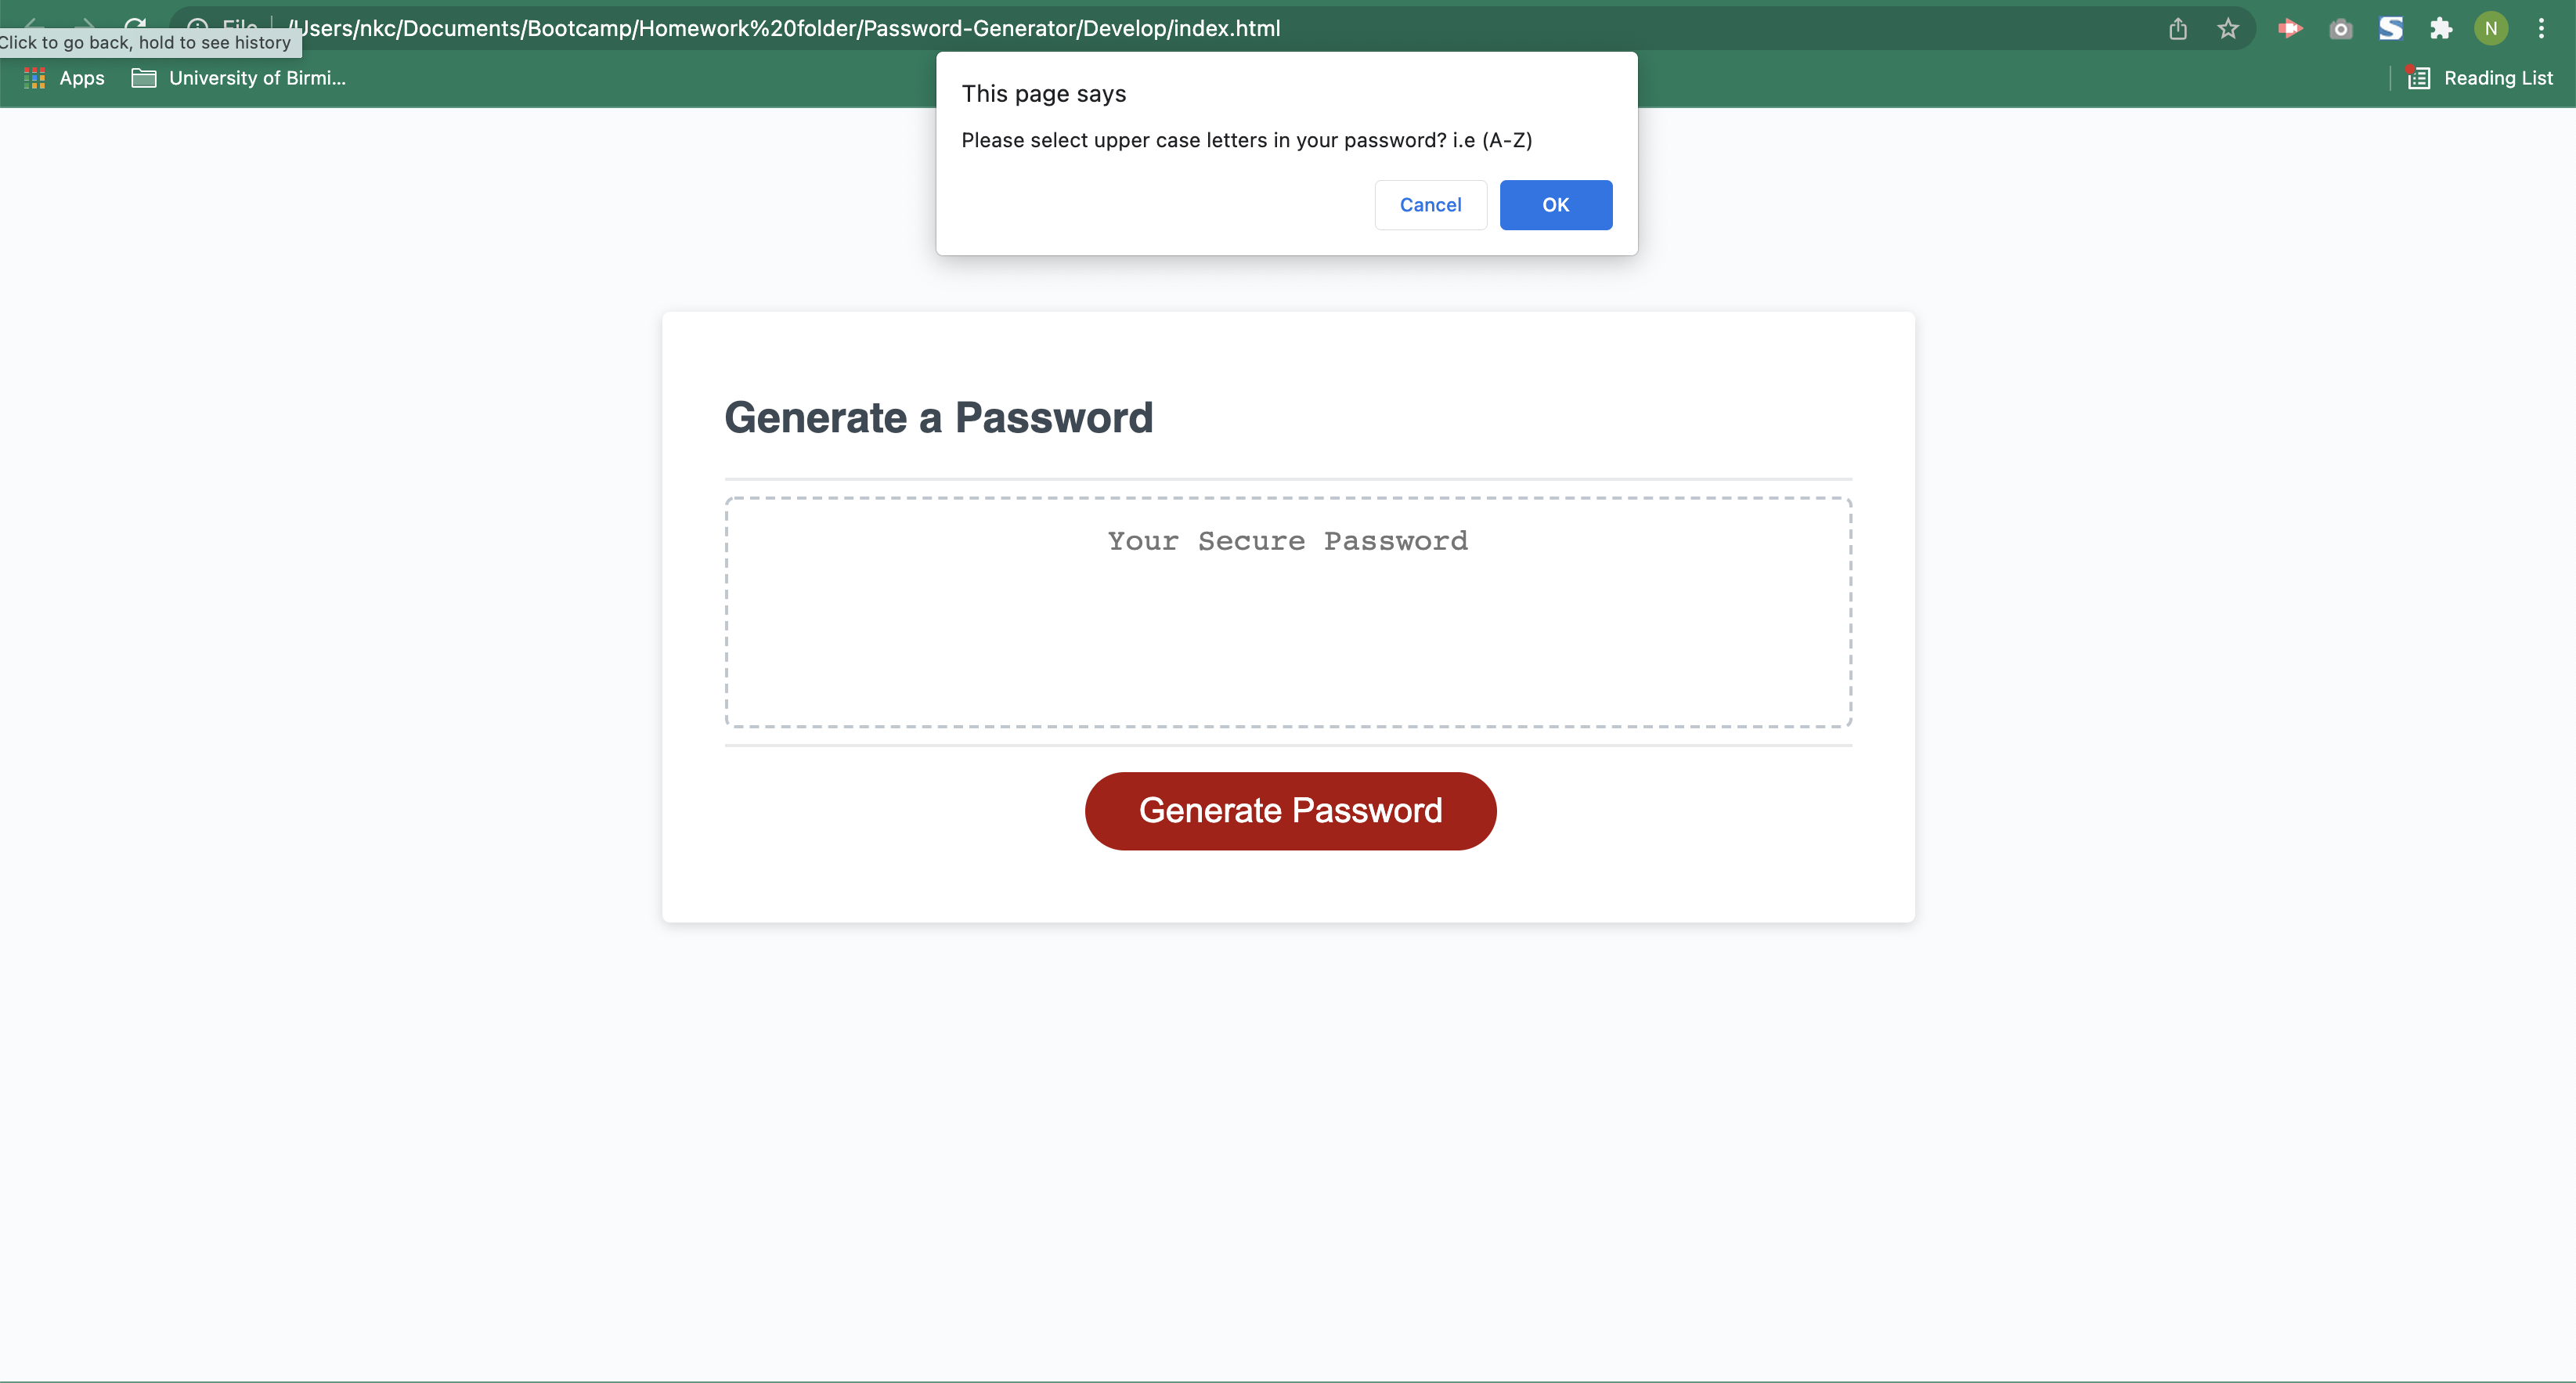 File
/Users/nkc/Documents/Bootcamp/Homework%20folder/Password-Generator/Develop/index.html
N
Click to go back, hold to see history
Apps
University of Birmi...
Reading List
This page says
Please select upper case letters in your password? i.e (A-Z)
Cancel
OK
Generate a Password
Your Secure Password
Generate Password